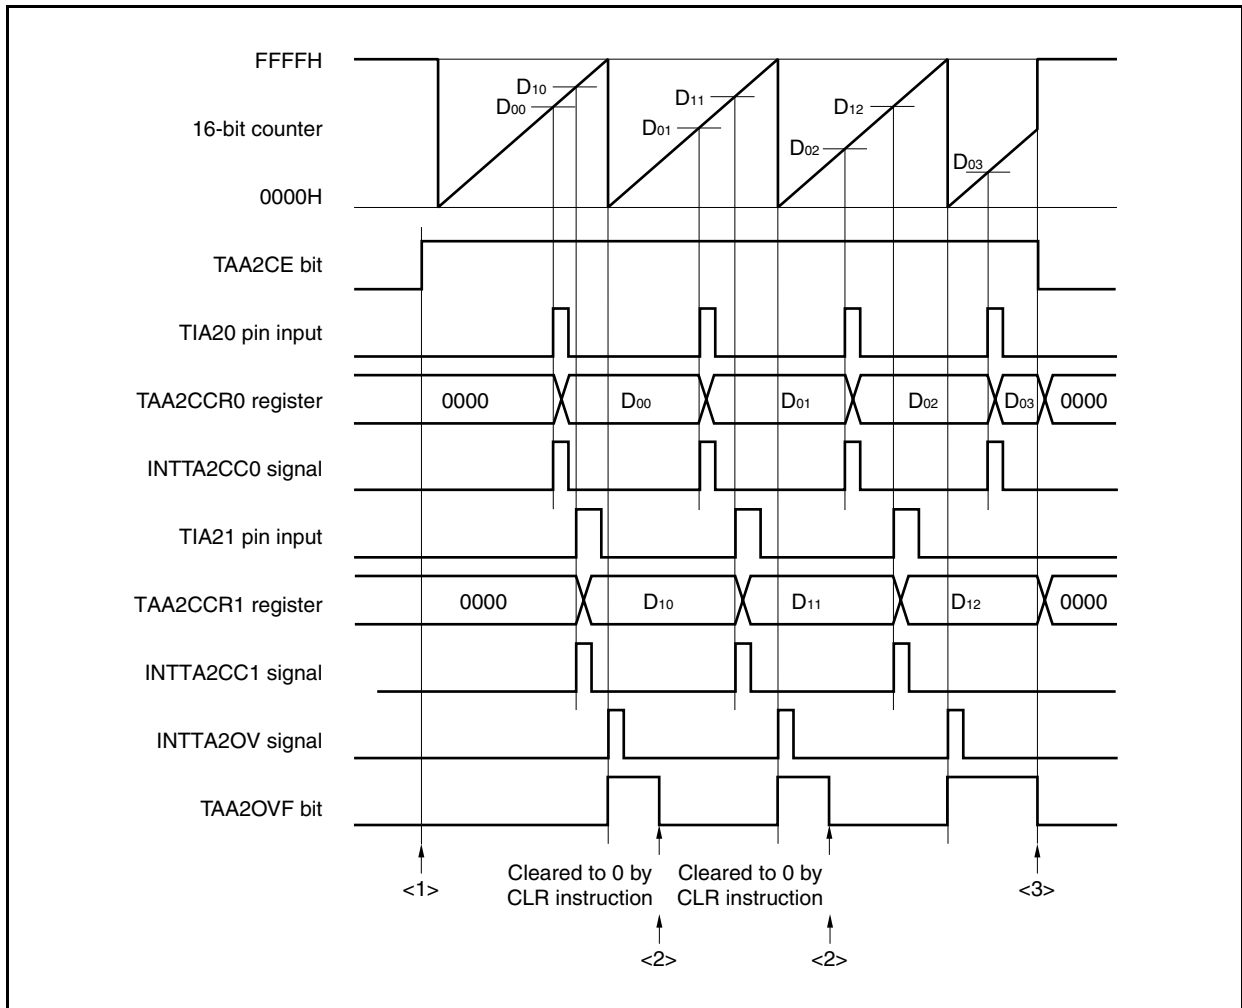 FFFFH
D10
D00
D11
D01
D12
D02
D03
16-bit counter
0000H
TAA2CE bit
TIA20 pin input
TAA2CCR0 register
0000 D00 D01 D02 D03 0000
INTTA2CC0 signal
TIA21 pin input
TAA2CCR1 register
0000 D10 D11 D12 0000
INTTA2CC1 signal
INTTA2OV signal
TAA2OVF bit
<1>
Cleared to 0 by
CLR instruction
<2>
Cleared to 0 by
CLR instruction
<2>
<3>